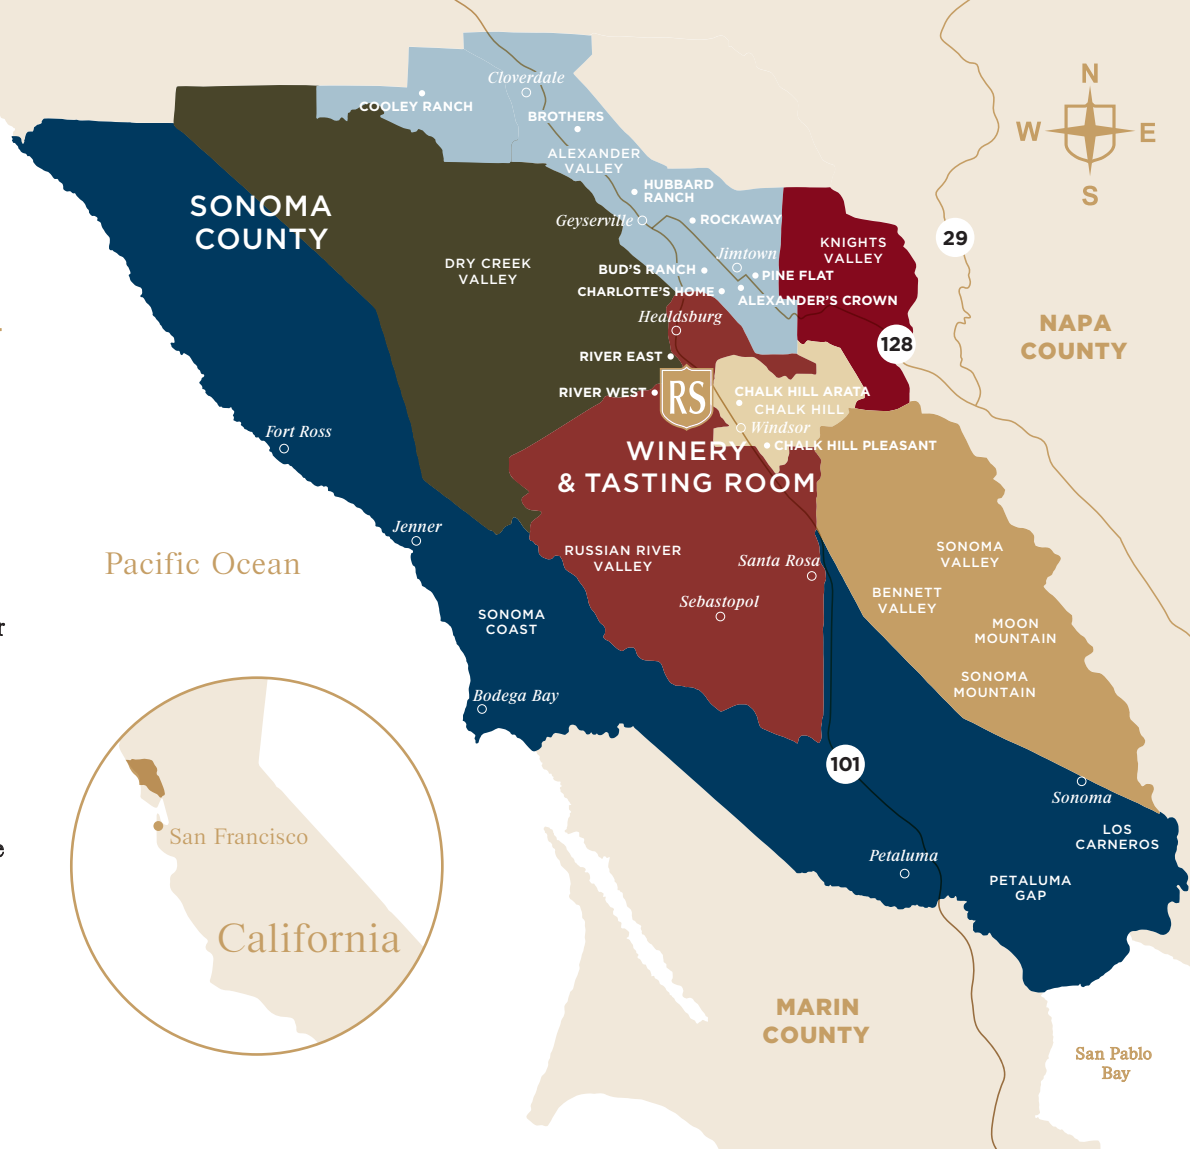 Cloverdale
COOLEY RANCH
BROTHERS
ALEXANDER
VALLEY
HUBBARD
RANCH
Geyserville
ROCKAWAY
SONOMA
COUNTY
DRY CREEK
VALLEY
Jimtown
BUD'S RANCH
PINE FLAT
CHARLOTTE'S HOME
ALEXANDER'S CROWN
KNIGHTS
VALLEY
N
W
E
S
29
128
NAPA
COUNTY
Healdsburg
RIVER EAST
RIVER WEST
RS
CHALK HILL ARATA
CHALK HILL
Windsor
CHALK HILL PLEASANT
WINERY
& TASTING ROOM
Fort Ross
Jenner
Pacific Ocean
RUSSIAN RIVER
VALLEY
Santa Rosa
Sebastopol
SONOMA
COAST
Bodega Bay
SONOMA
VALLEY
BENNETT
VALLEY
MOON
MOUNTAIN
SONOMA
MOUNTAIN
101
Sonoma
LOS
CARNEROS
Petaluma
PETALUMA
GAP
San Francisco
California
MARIN
COUNTY
San Pablo
Bay